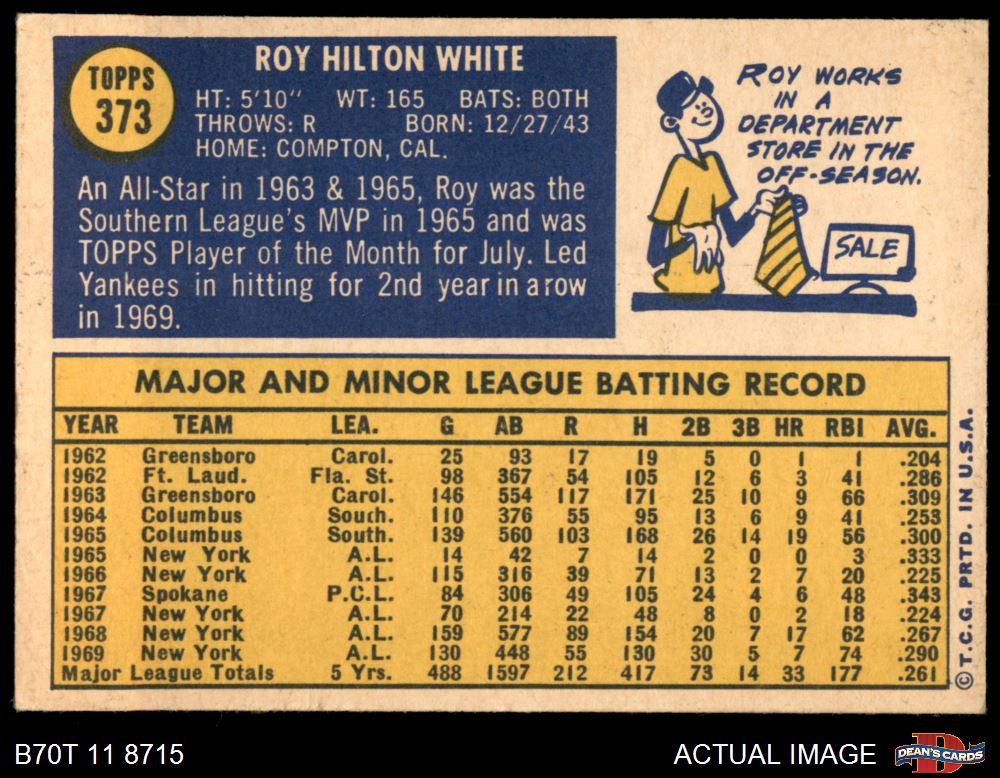 TOPPS
373
ROY HILTON WHITE
HT: 5'10" WT: 165 BATS: BOTH
THROWS: R BORN: 12/27/43
HOME: COMPTON, CAL.
An All-Star in 1963 & 1965, Roy was the
Southern League's MVP in 1965 and was
TOPPS Player of the Month for July. Led
Yankees in hitting for 2nd year in a row
in 1969.
ROY WORKS
IN A
DEPARTMENT
STORE IN THE
OFF-SEASON.
SALE
MAJOR AND MINOR LEAGUE BATTING RECORD
YEAR TEAM LEA. G AB R H 2B 3B HR RBI AVG.
1962 Greensboro Carol. 25 93 17 19 5 0 1 1 .204
1962 Ft. Laud. Fla. St. 98 367 54 105 12 6 3 41 .286
1963 Greensboro Carol. 146 554 117 171 25 10 9 66 .309
1964 Columbus South. 110 376 55 95 13 6 9 41 .253
1965 Columbus South. 139 560 103 168 26 14 19 56 .300
1965 New York A.L. 14 42 7 14 2 0 0 3 .333
1966 New York A.L. 115 316 39 71 13 2 7 20 .225
1967 Spokane P.C.L. 84 306 49 105 24 4 6 48 .343
1967 New York A.L. 70 214 22 48 8 0 2 18 .224
1968 New York A.L. 159 577 89 154 20 7 17 62 .267
1969 New York A.L. 130 448 55 130 30 5 7 74 .290
Major League Totals 5 Yrs. 488 1597 212 417 73 14 33 177 .261
© T.C.G. PRTD. IN U.S.A.
B70T 11 8715
ACTUAL IMAGE
DEAN'S CARDS